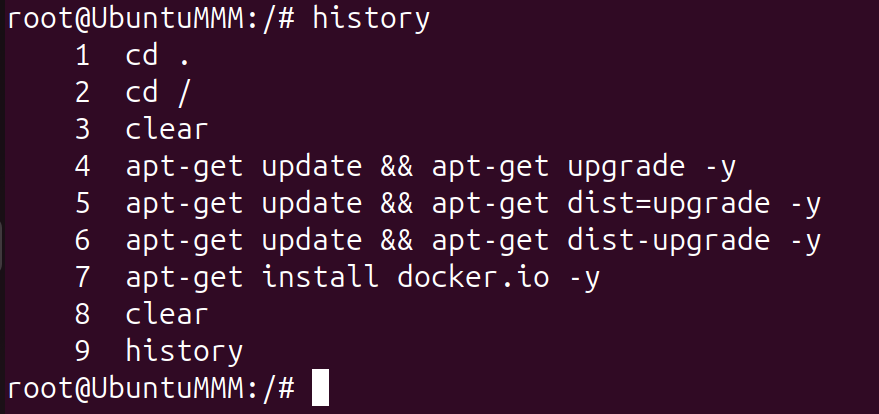 root@UbuntuMMM:/# history
1 cd .
2 cd /
3 clear
4 apt-get update && apt-get upgrade -y
5 apt-get update && apt-get dist=upgrade -y
6 apt-get update && apt-get dist-upgrade -y
7 apt-get install docker.io -y
8 clear
9 history
root@UbuntuMMM:/#